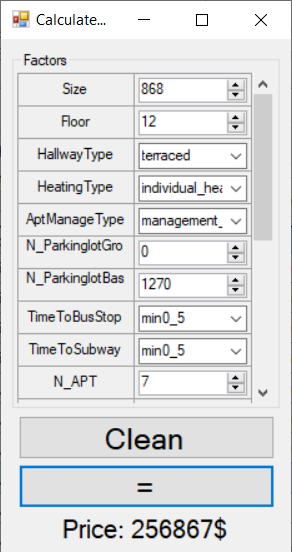 Calculate...
Factors
Size 868
Floor 12
HallwayType terraced
HeatingType individual_hea
AptManageType management_
N_ParkinglotGro 0
N_ParkinglotBas 1270
TimeToBusStop min0_5
TimeToSubway min0_5
N_APT 7
Clean
=
Price: 256867$